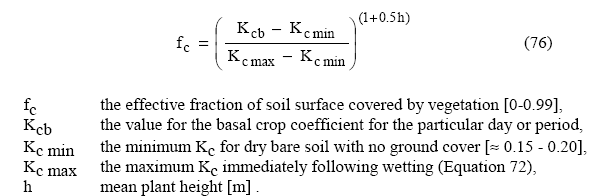 f_c = ( (K_cb − K_c min) / (K_c max − K_c min) )^(1+0.5h) (76)
f_c the effective fraction of soil surface covered by vegetation [0-0.99],
K_cb the value for the basal crop coefficient for the particular day or period,
K_c min the minimum K_c for dry bare soil with no ground cover [≈ 0.15 - 0.20],
K_c max the maximum K_c immediately following wetting (Equation 72),
h mean plant height [m] .